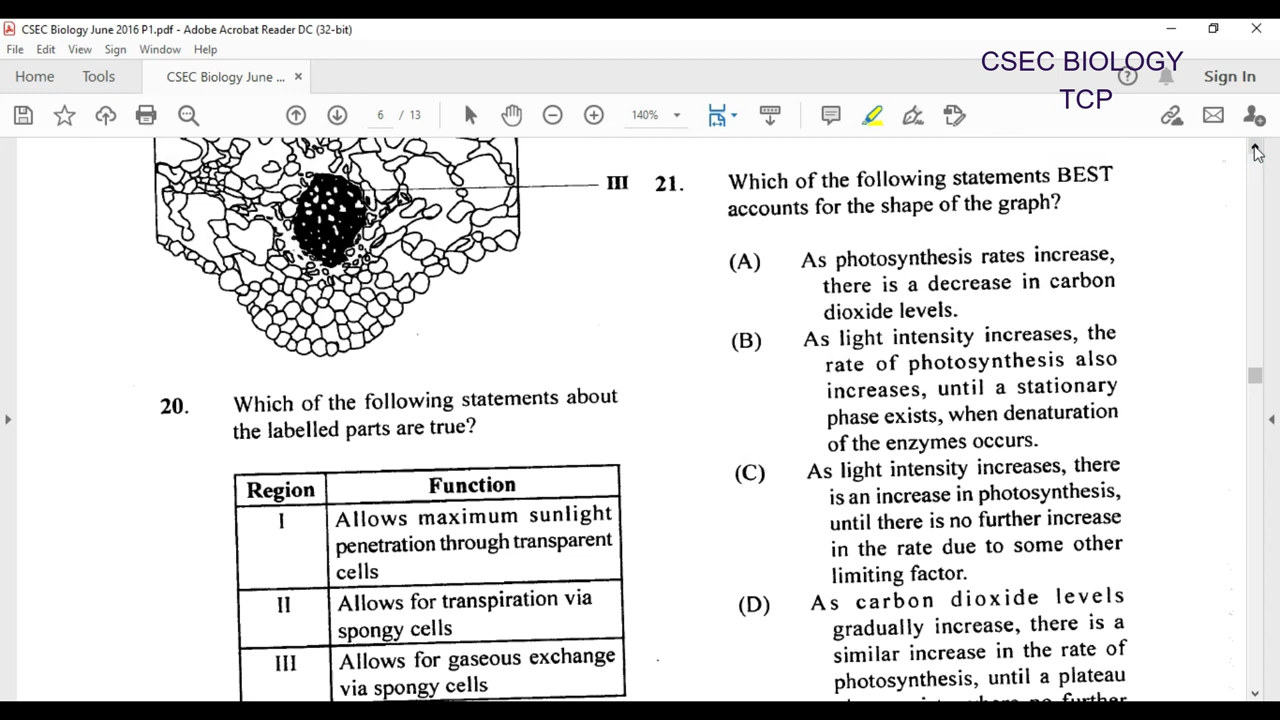 CSEC Biology June 2016 P1.pdf - Adobe Acrobat Reader DC (32-bit)
File Edit View Sign Window Help
CSEC BIOLOGY
TCP
Home Tools CSEC Biology June ... × Sign In
6 / 13 140%
III
20. Which of the following statements about
the labelled parts are true?
Region Function
I Allows maximum sunlight
penetration through transparent
cells
II Allows for transpiration via
spongy cells
III Allows for gaseous exchange
via spongy cells
21. Which of the following statements BEST
accounts for the shape of the graph?
(A) As photosynthesis rates increase,
there is a decrease in carbon
dioxide levels.
(B) As light intensity increases, the
rate of photosynthesis also
increases, until a stationary
phase exists, when denaturation
of the enzymes occurs.
(C) As light intensity increases, there
is an increase in photosynthesis,
until there is no further increase
in the rate due to some other
limiting factor.
(D) As carbon dioxide levels
gradually increase, there is a
similar increase in the rate of
photosynthesis, until a plateau